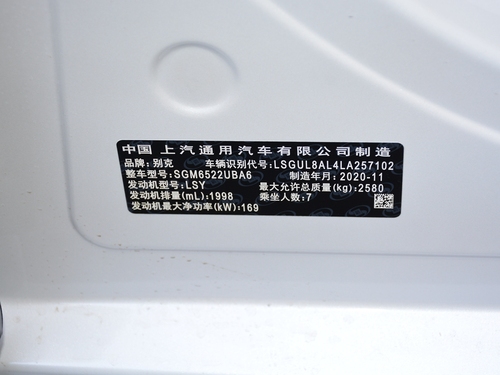 中国 上汽通用汽车有限公司制造
品牌: 别克 车辆识别代号: LSGUL8AL4LA257102
整车型号: SGM6522UBA6 制造年月: 2020-11
发动机型号: LSY 最大允许总质量(kg): 2580
发动机排量(mL): 1998 乘坐人数: 7
发动机最大净功率(kW): 169